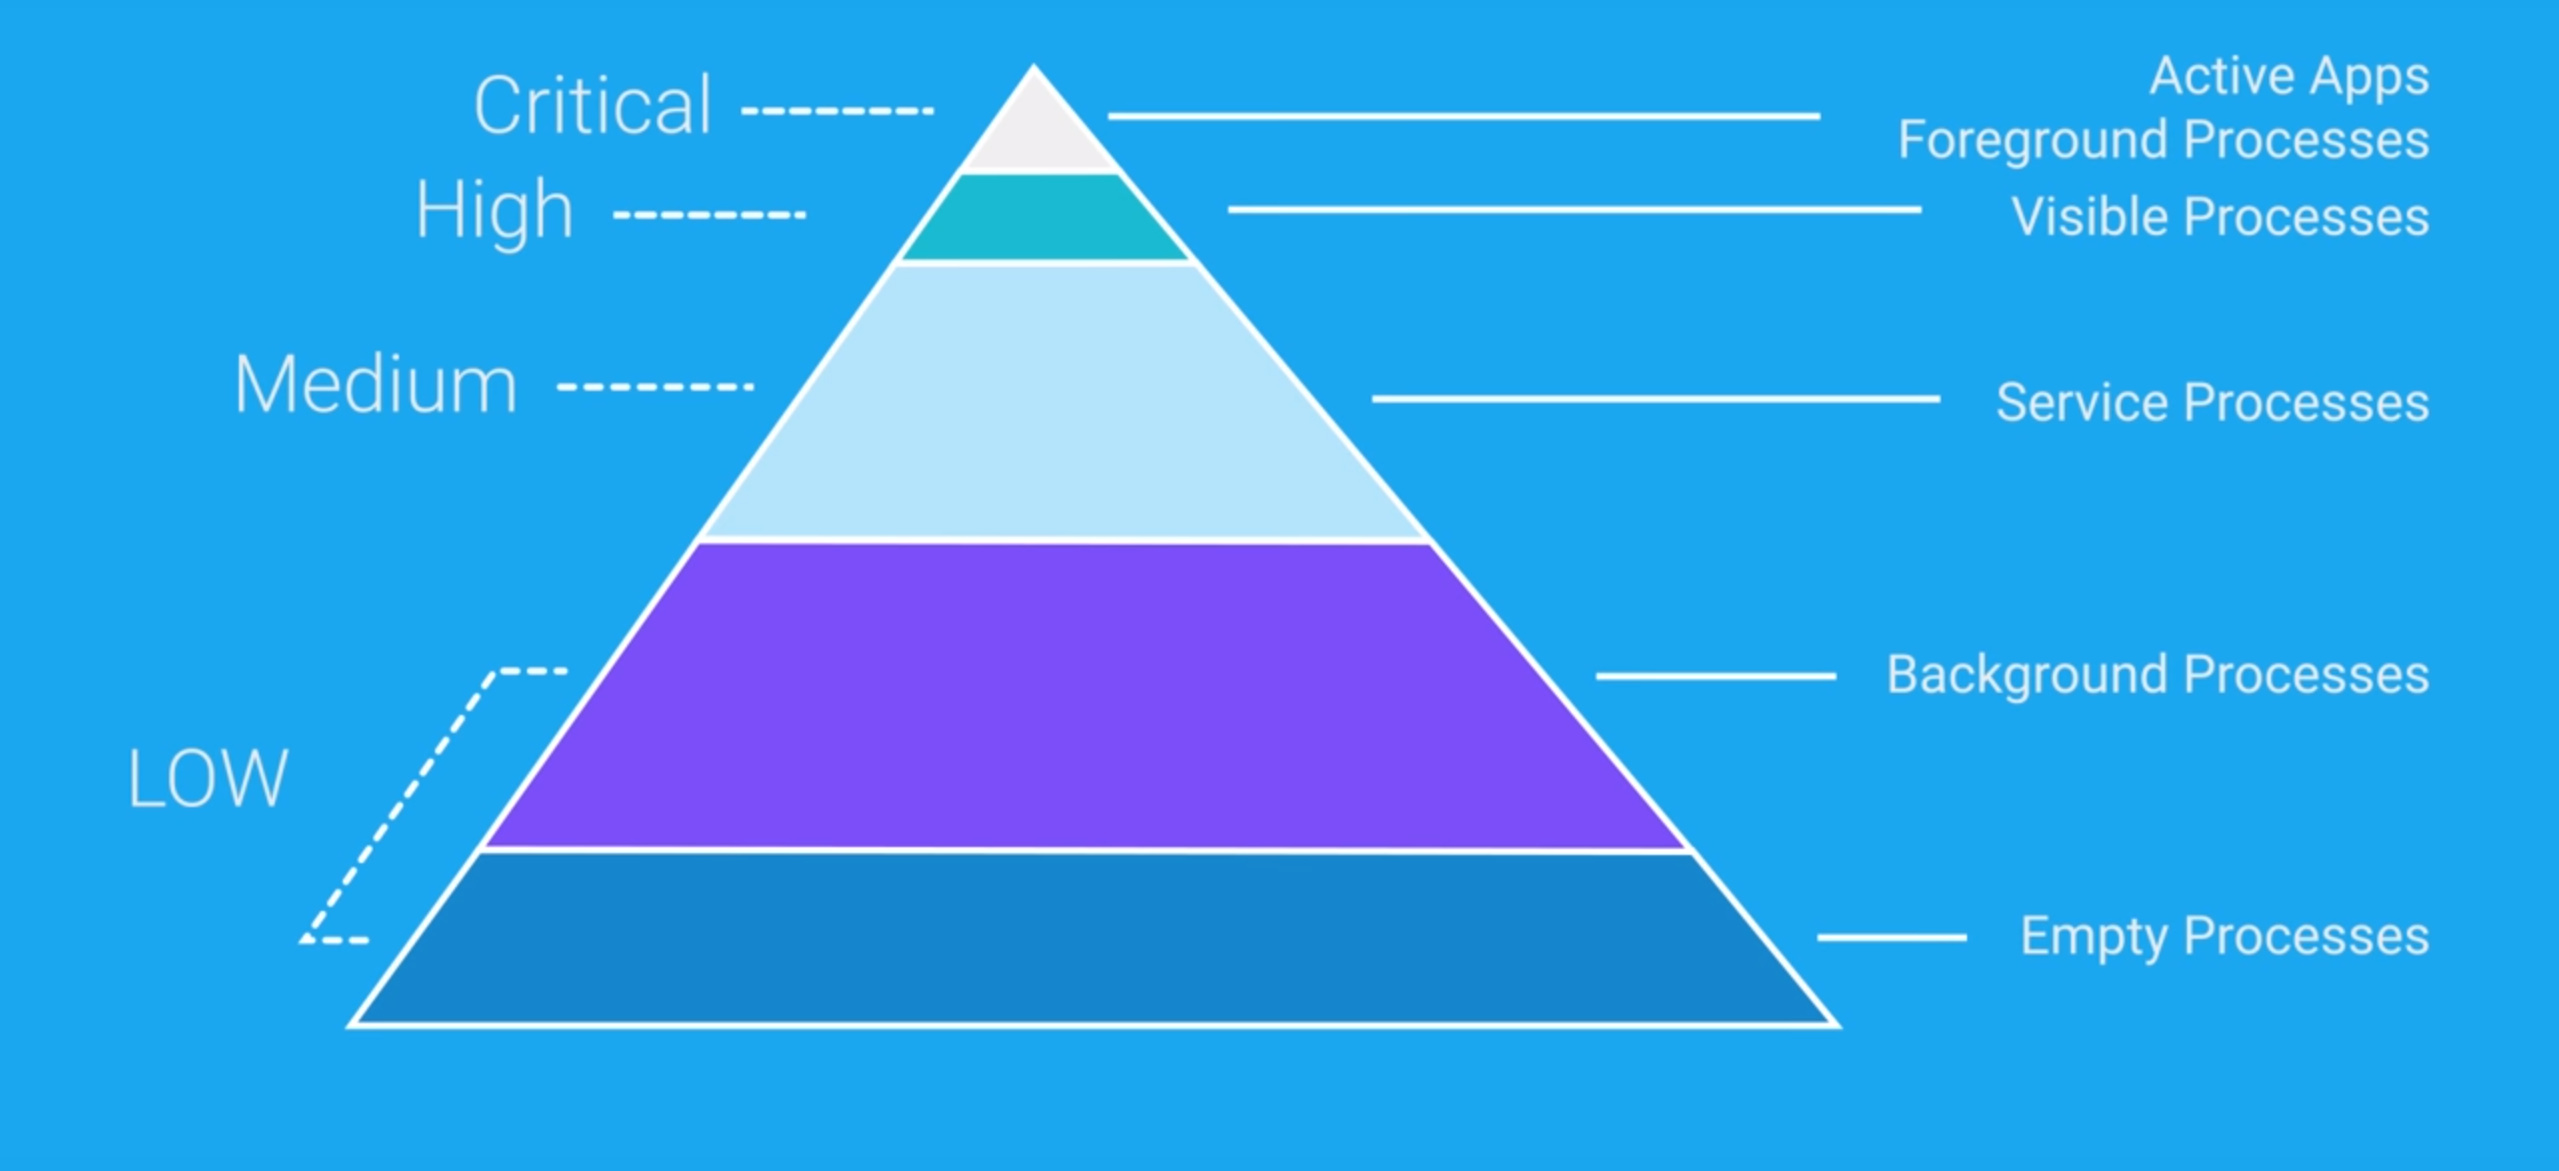 Critical
Active Apps
Foreground Processes
High
Visible Processes
Medium
Service Processes
LOW
Background Processes
Empty Processes